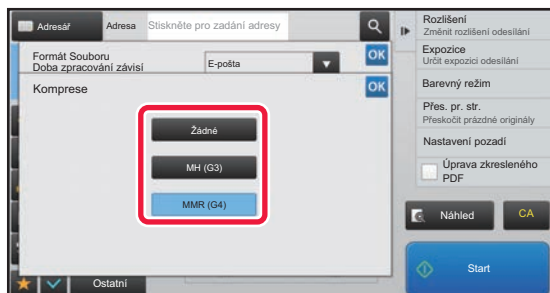 Adresář
Adresa
Stiskněte pro zadání adresy
Formát Souboru
Doba zpracování závisí
E-pošta
OK
Komprese
OK
Žádné
MH (G3)
MMR (G4)
Ostatní
Rozlišení
Změnit rozlišení odesílání
Expozice
Určit expozici odesílání
Barevný režim
Přes. pr. str.
Přeskočit prázdné originály
Nastavení pozadí
Úprava zkresleného
PDF
Náhled
CA
Start